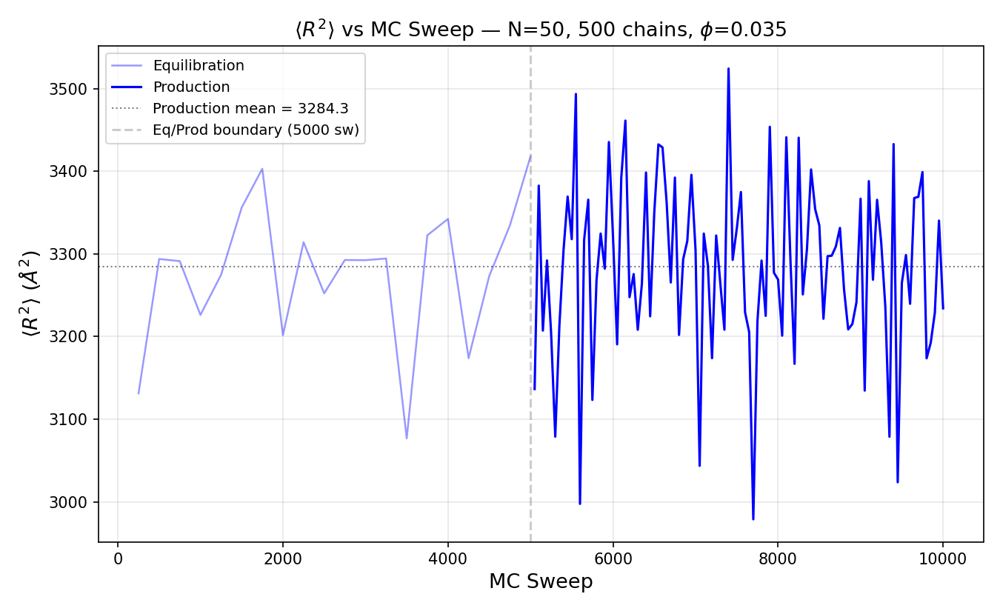 ⟨R²⟩ vs MC Sweep — N=50, 500 chains, ϕ=0.035
Equilibration
Production
Production mean = 3284.3
Eq/Prod boundary (5000 sw)
⟨R²⟩ (Å²)
3500
3400
3300
3200
3100
3000
0 2000 4000 6000 8000 10000
MC Sweep